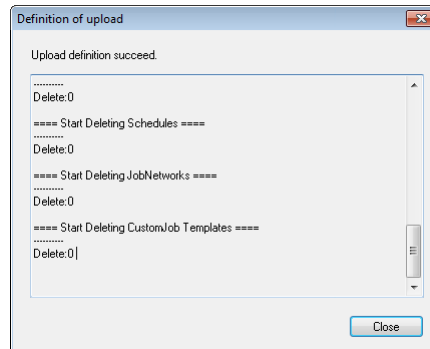 Definition of upload
Upload definition succeed.
----------
Delete:0
==== Start Deleting Schedules ====
----------
Delete:0
==== Start Deleting JobNetworks ====
----------
Delete:0
==== Start Deleting CustomJob Templates ====
----------
Delete:0
Close